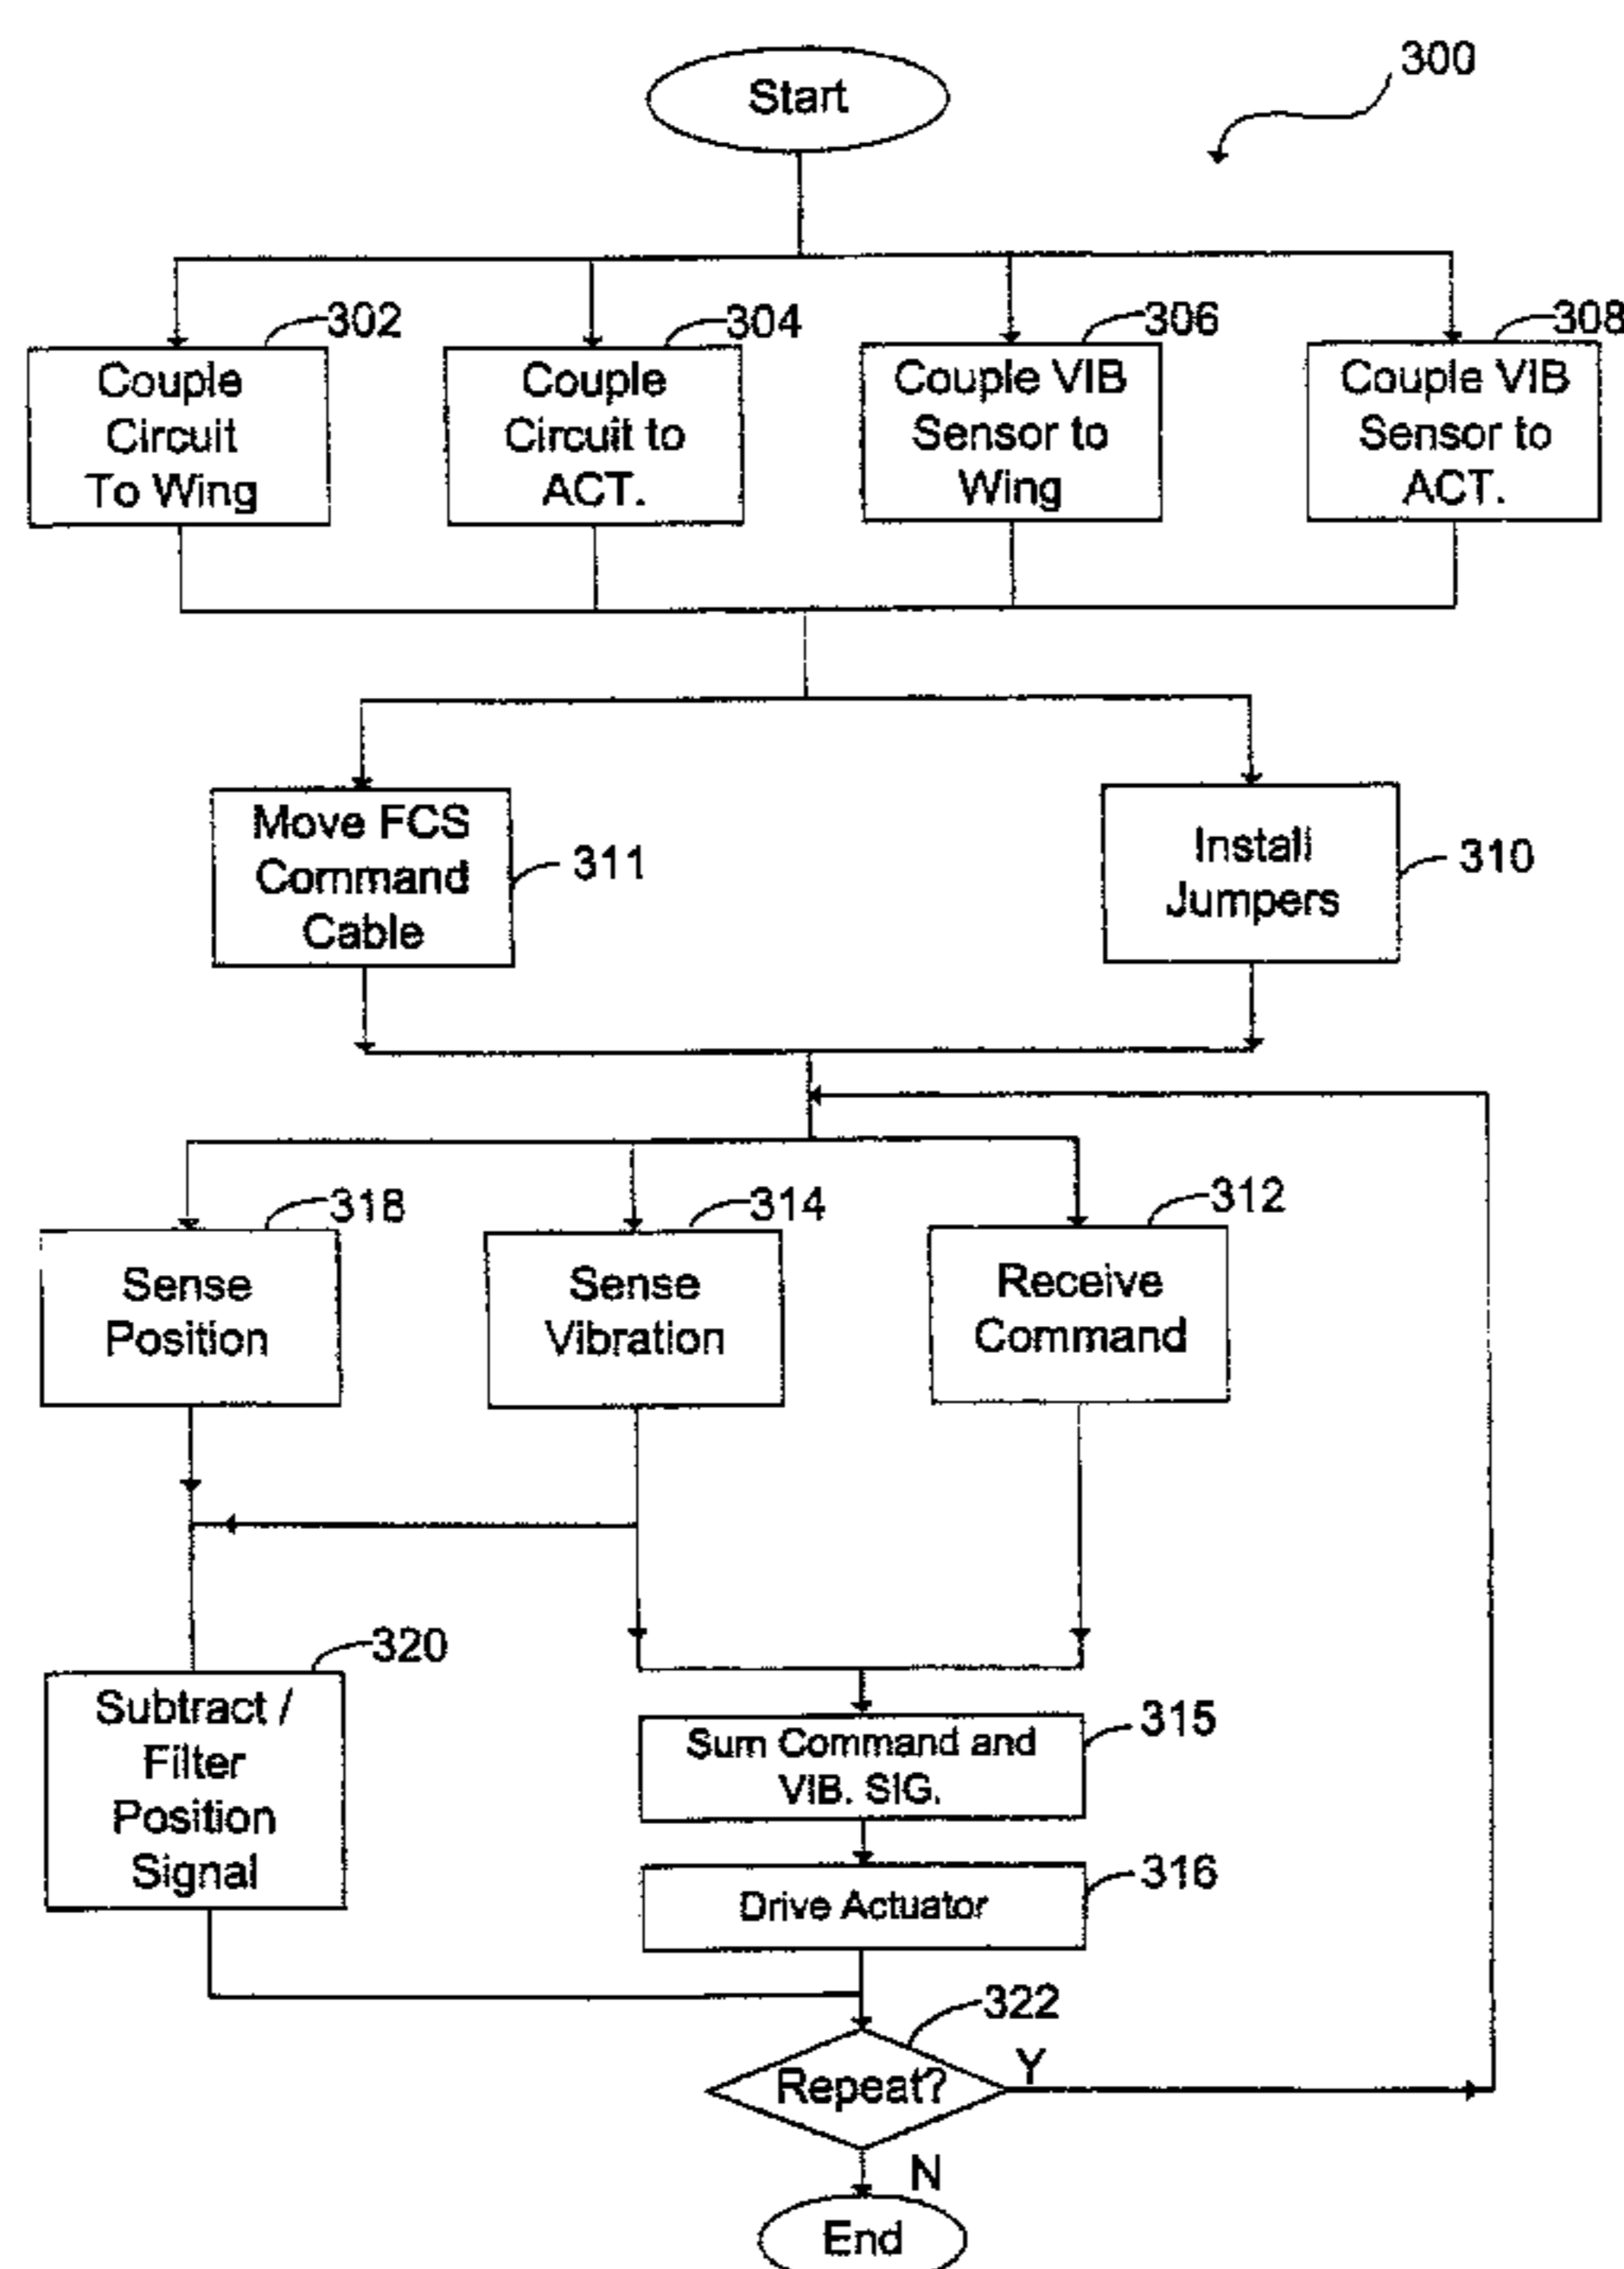 300
Start
302
304
306
308
Couple
Circuit
To Wing
Couple
Circuit to
ACT.
Couple VIB
Sensor to
Wing
Couple VIB
Sensor to
ACT.
Move FCS
Command
Cable
311
Install
Jumpers
310
318
314
312
Sense
Position
Sense
Vibration
Receive
Command
320
Subtract /
Filter
Position
Signal
315
Sum Command and
VIB. SIG.
316
Drive Actuator
322
Repeat?
Y
N
End